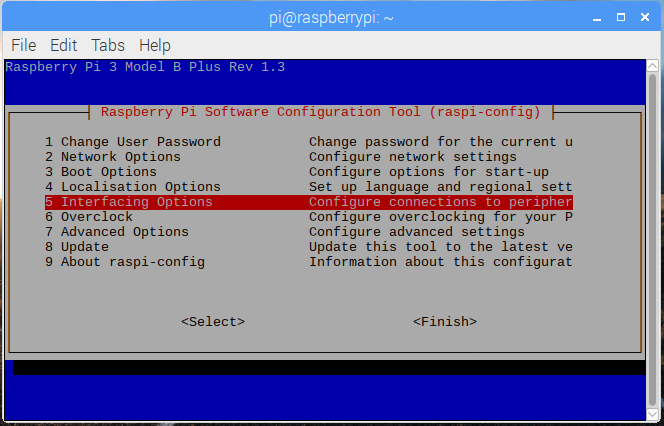 pi@raspberrypi: ~
File Edit Tabs Help
Raspberry Pi 3 Model B Plus Rev 1.3
Raspberry Pi Software Configuration Tool (raspi-config)
1 Change User Password Change password for the current u
2 Network Options Configure network settings
3 Boot Options Configure options for start-up
4 Localisation Options Set up language and regional sett
5 Interfacing Options Configure connections to peripher
6 Overclock Configure overclocking for your P
7 Advanced Options Configure advanced settings
8 Update Update this tool to the latest ve
9 About raspi-config Information about this configurat
<Select> <Finish>